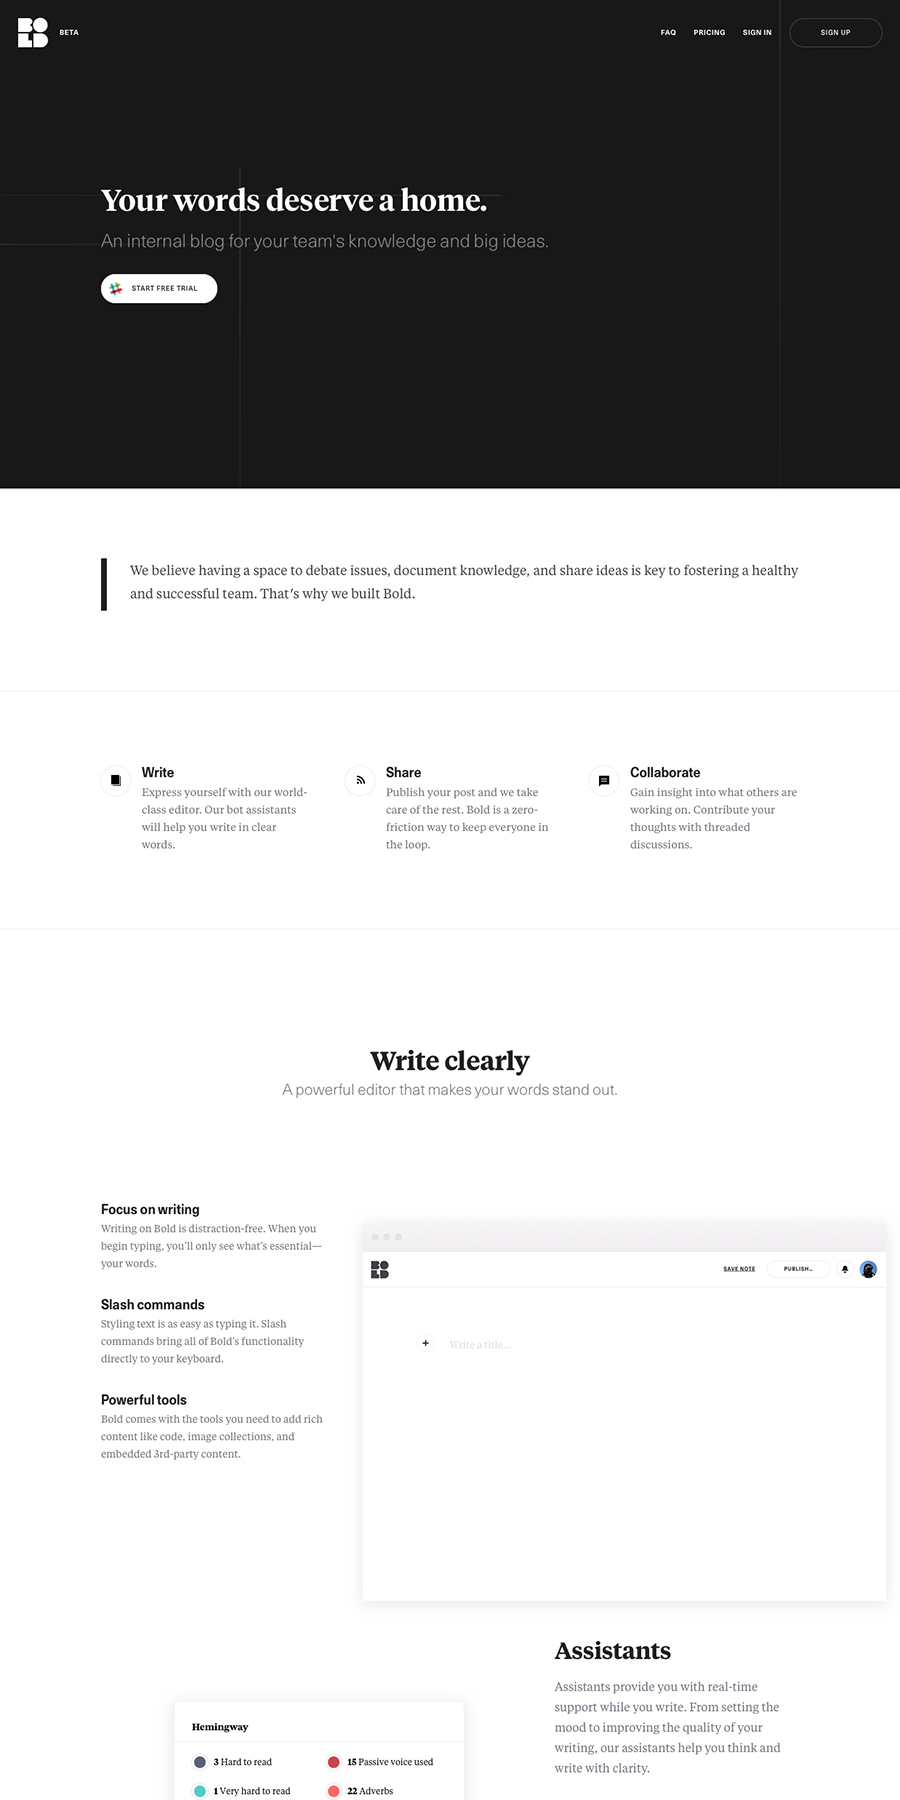 BOLD
BETA
FAQ PRICING SIGN IN SIGN UP
Your words deserve a home.
An internal blog for your team's knowledge and big ideas.
START FREE TRIAL
We believe having a space to debate issues, document knowledge, and share ideas is key to fostering a healthy
and successful team. That's why we built Bold.
Write
Express yourself with our world-
class editor. Our bot assistants
will help you write in clear
words.
Share
Publish your post and we take
care of the rest. Bold is a zero-
friction way to keep everyone in
the loop.
Collaborate
Gain insight into what others are
working on. Contribute your
thoughts with threaded
discussions.
Write clearly
A powerful editor that makes your words stand out.
Focus on writing
Writing on Bold is distraction-free. When you
begin typing, you'll only see what's essential—
your words.
Slash commands
Styling text is as easy as typing it. Slash
commands bring all of Bold's functionality
directly to your keyboard.
Powerful tools
Bold comes with the tools you need to add rich
content like code, image collections, and
embedded 3rd-party content.
BOLD
SAVE NOTE PUBLISH...
Write a title...
Assistants
Assistants provide you with real-time
support while you write. From setting the
mood to improving the quality of your
writing, our assistants help you think and
write with clarity.
Hemingway
3 Hard to read
15 Passive voice used
1 Very hard to read
22 Adverbs